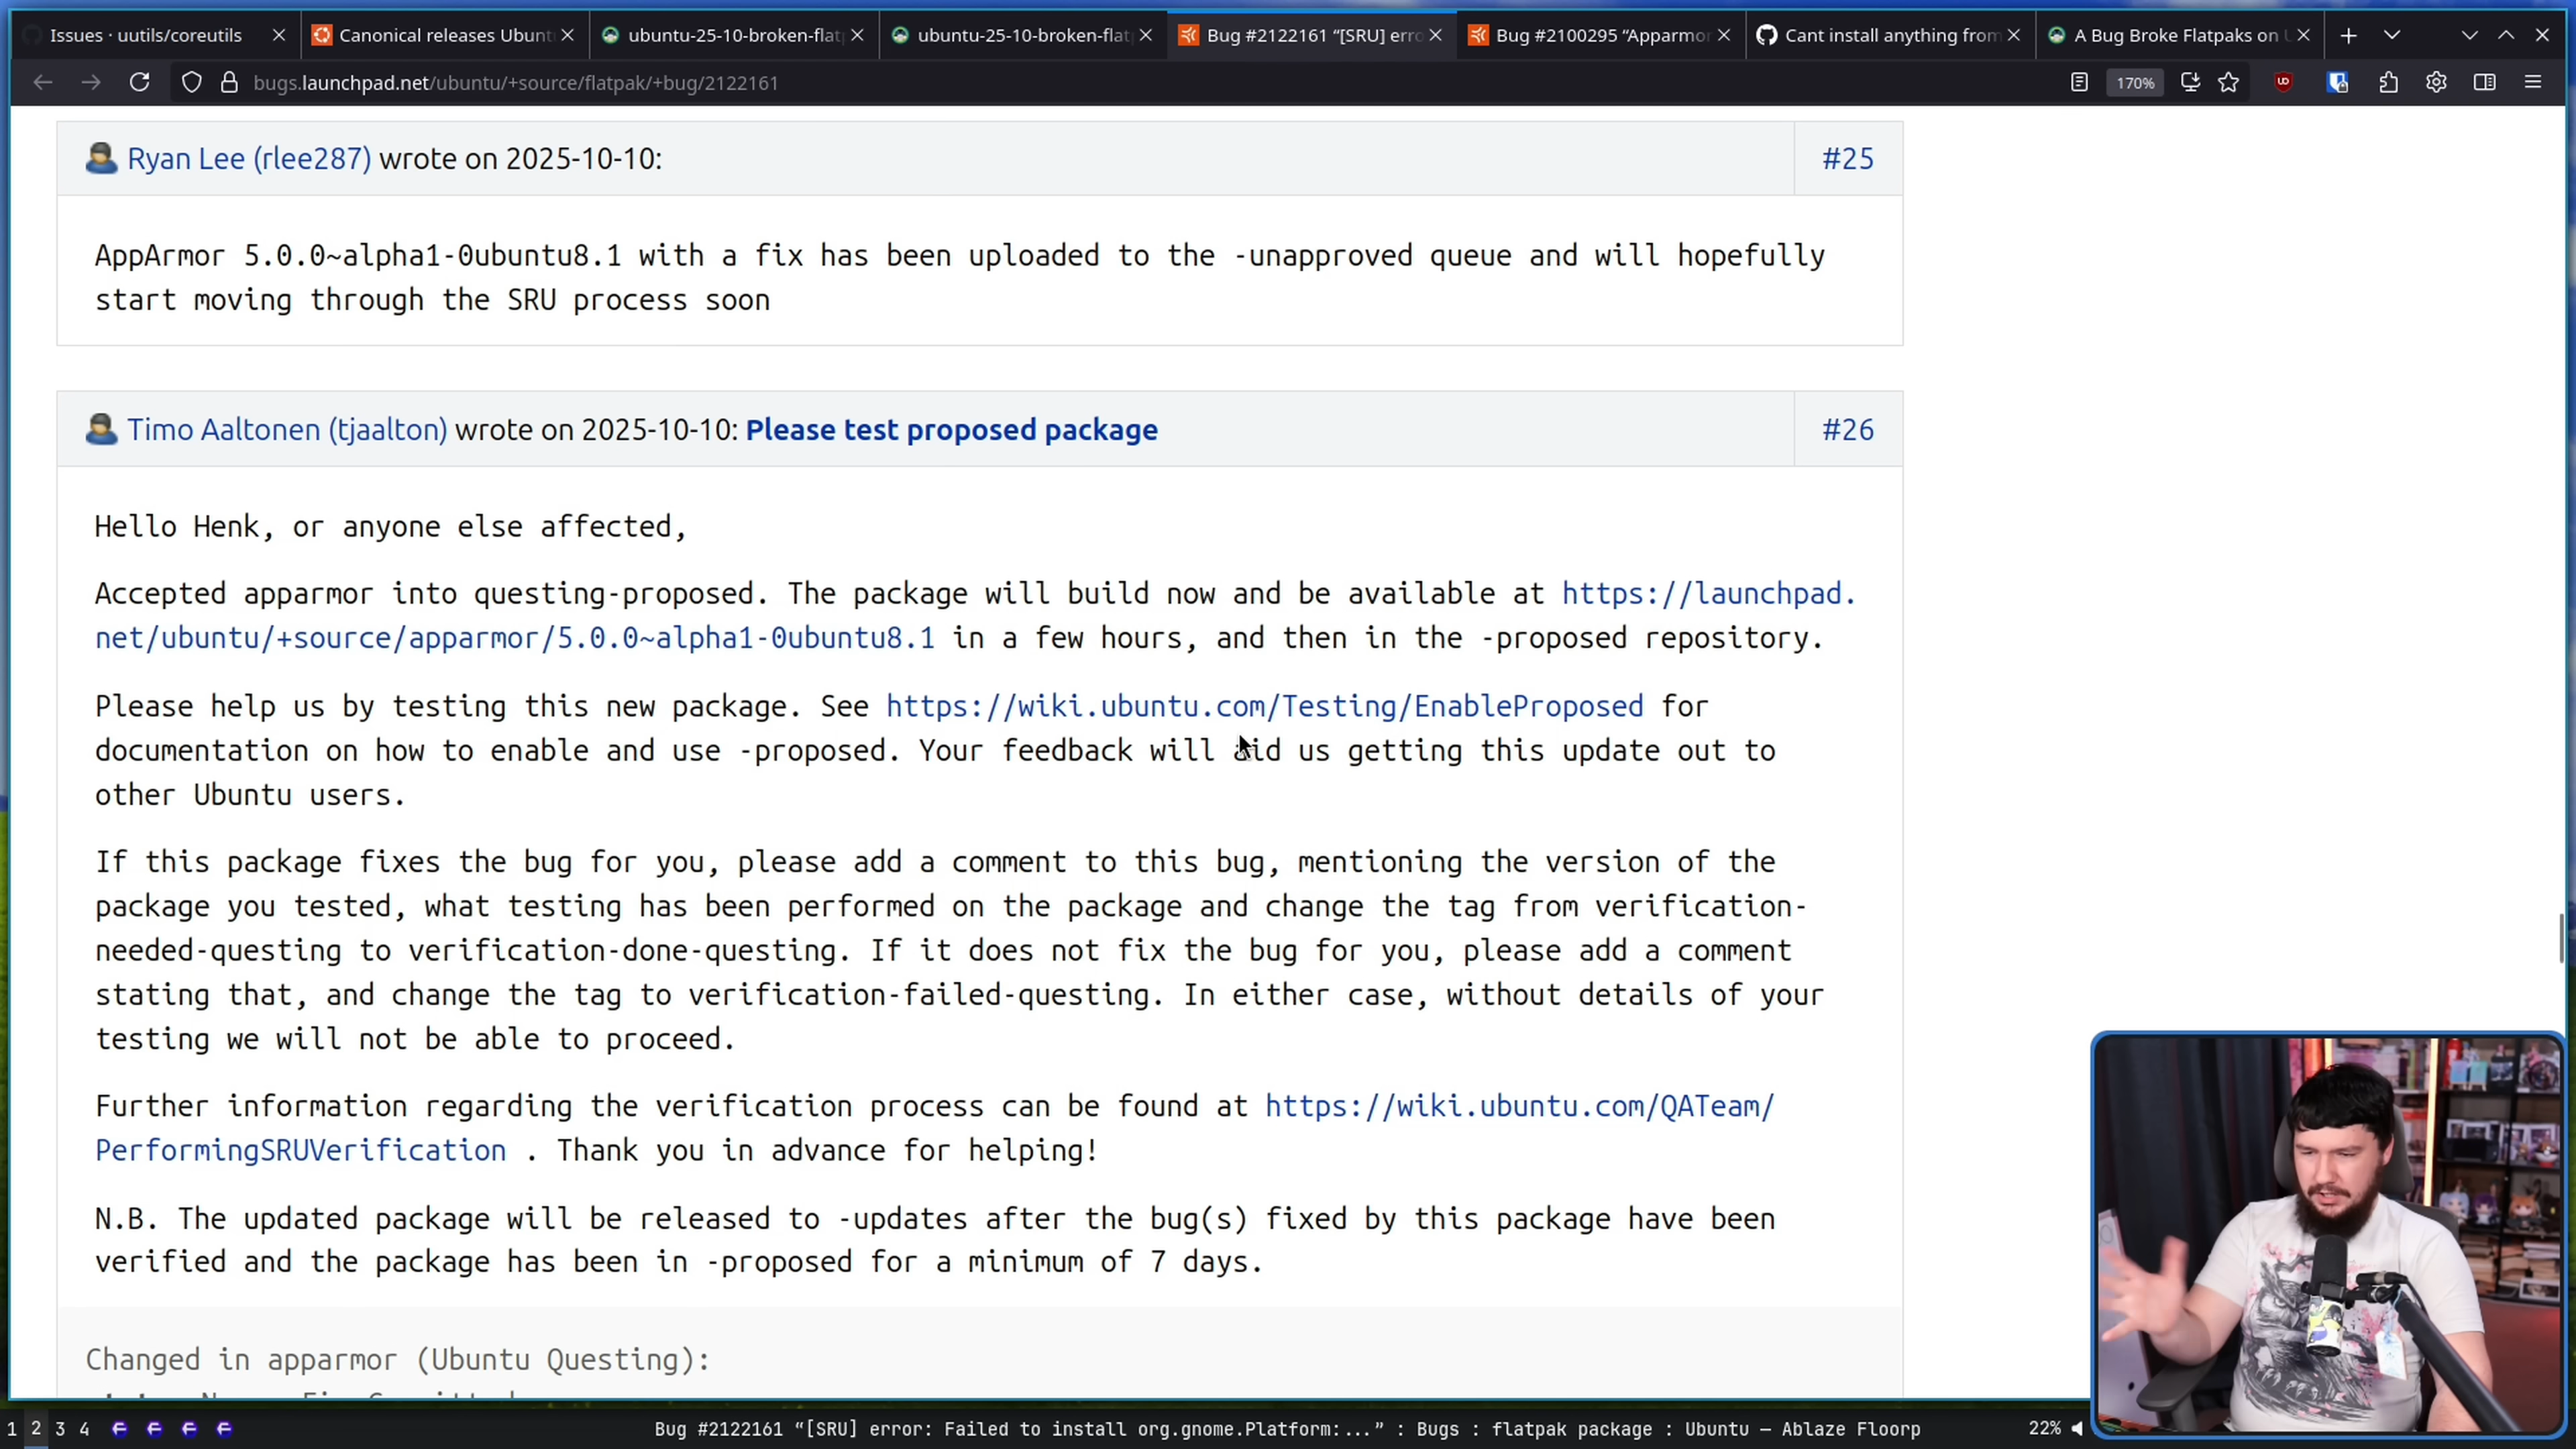 Issues · uutils/coreutils
Canonical releases Ubunt
ubuntu-25-10-broken-flat
ubuntu-25-10-broken-flat
Bug #2122161 “[SRU] erro
Bug #2100295 “Apparmo
Cant install anything from
A Bug Broke Flatpaks on
bugs.launchpad.net/ubuntu/+source/flatpak/+bug/2122161
170%
Ryan Lee (rlee287) wrote on 2025-10-10:
#25
AppArmor 5.0.0~alpha1-0ubuntu8.1 with a fix has been uploaded to the -unapproved queue and will hopefully
start moving through the SRU process soon
Timo Aaltonen (tjaalton) wrote on 2025-10-10: Please test proposed package
#26
Hello Henk, or anyone else affected,
Accepted apparmor into questing-proposed. The package will build now and be available at https://launchpad.
net/ubuntu/+source/apparmor/5.0.0~alpha1-0ubuntu8.1 in a few hours, and then in the -proposed repository.
Please help us by testing this new package. See https://wiki.ubuntu.com/Testing/EnableProposed for
documentation on how to enable and use -proposed. Your feedback will aid us getting this update out to
other Ubuntu users.
If this package fixes the bug for you, please add a comment to this bug, mentioning the version of the
package you tested, what testing has been performed on the package and change the tag from verification-
needed-questing to verification-done-questing. If it does not fix the bug for you, please add a comment
stating that, and change the tag to verification-failed-questing. In either case, without details of your
testing we will not be able to proceed.
Further information regarding the verification process can be found at https://wiki.ubuntu.com/QATeam/
PerformingSRUVerification . Thank you in advance for helping!
N.B. The updated package will be released to -updates after the bug(s) fixed by this package have been
verified and the package has been in -proposed for a minimum of 7 days.
Changed in apparmor (Ubuntu Questing):
1 2 3 4
Bug #2122161 “[SRU] error: Failed to install org.gnome.Platform:...” : Bugs : flatpak package : Ubuntu — Ablaze Floorp
22%